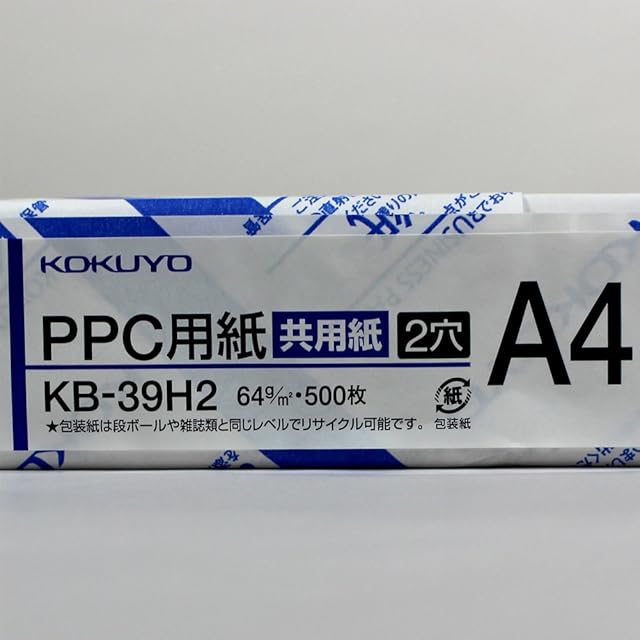 KOKUYO
PPC用紙 共用紙 2穴 A4
KB-39H2 64g/m²・500枚 紙
★包装紙は段ボールや雑誌類と同じレベルでリサイクル可能です。 包装紙